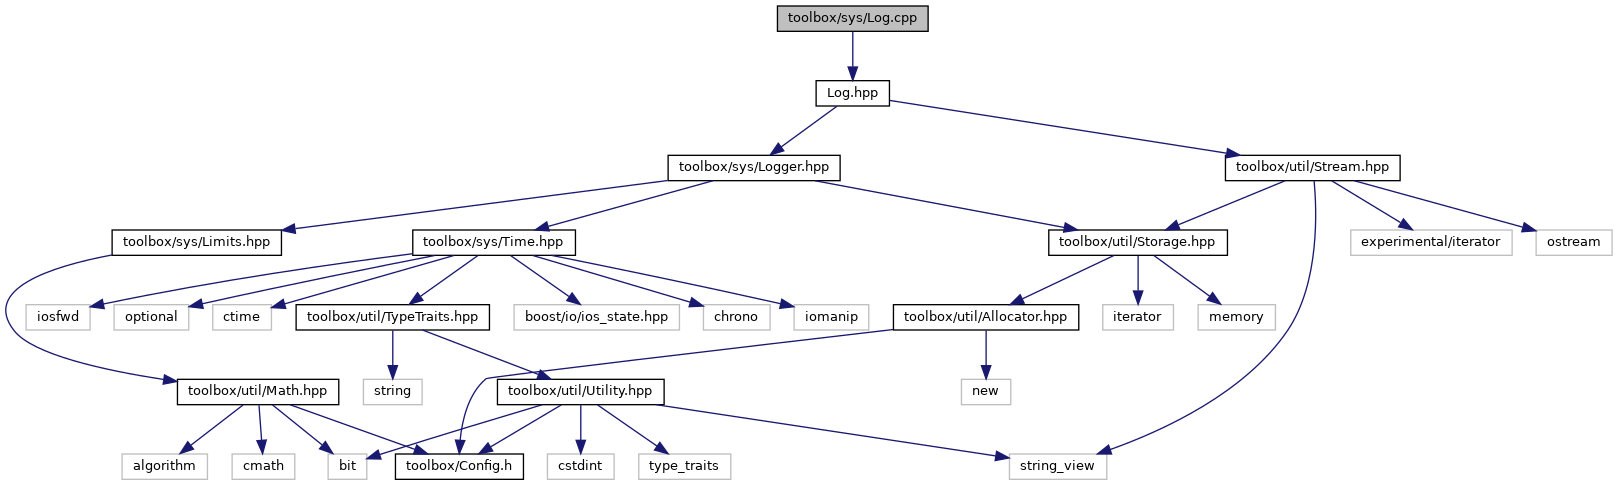 toolbox/sys/Log.cpp
Log.hpp
toolbox/sys/Logger.hpp
toolbox/util/Stream.hpp
toolbox/sys/Limits.hpp
toolbox/sys/Time.hpp
toolbox/util/Storage.hpp
experimental/iterator
ostream
iosfwd
optional
ctime
toolbox/util/TypeTraits.hpp
boost/io/ios_state.hpp
chrono
iomanip
toolbox/util/Allocator.hpp
iterator
memory
toolbox/util/Math.hpp
string
toolbox/util/Utility.hpp
new
algorithm
cmath
bit
toolbox/Config.h
cstdint
type_traits
string_view